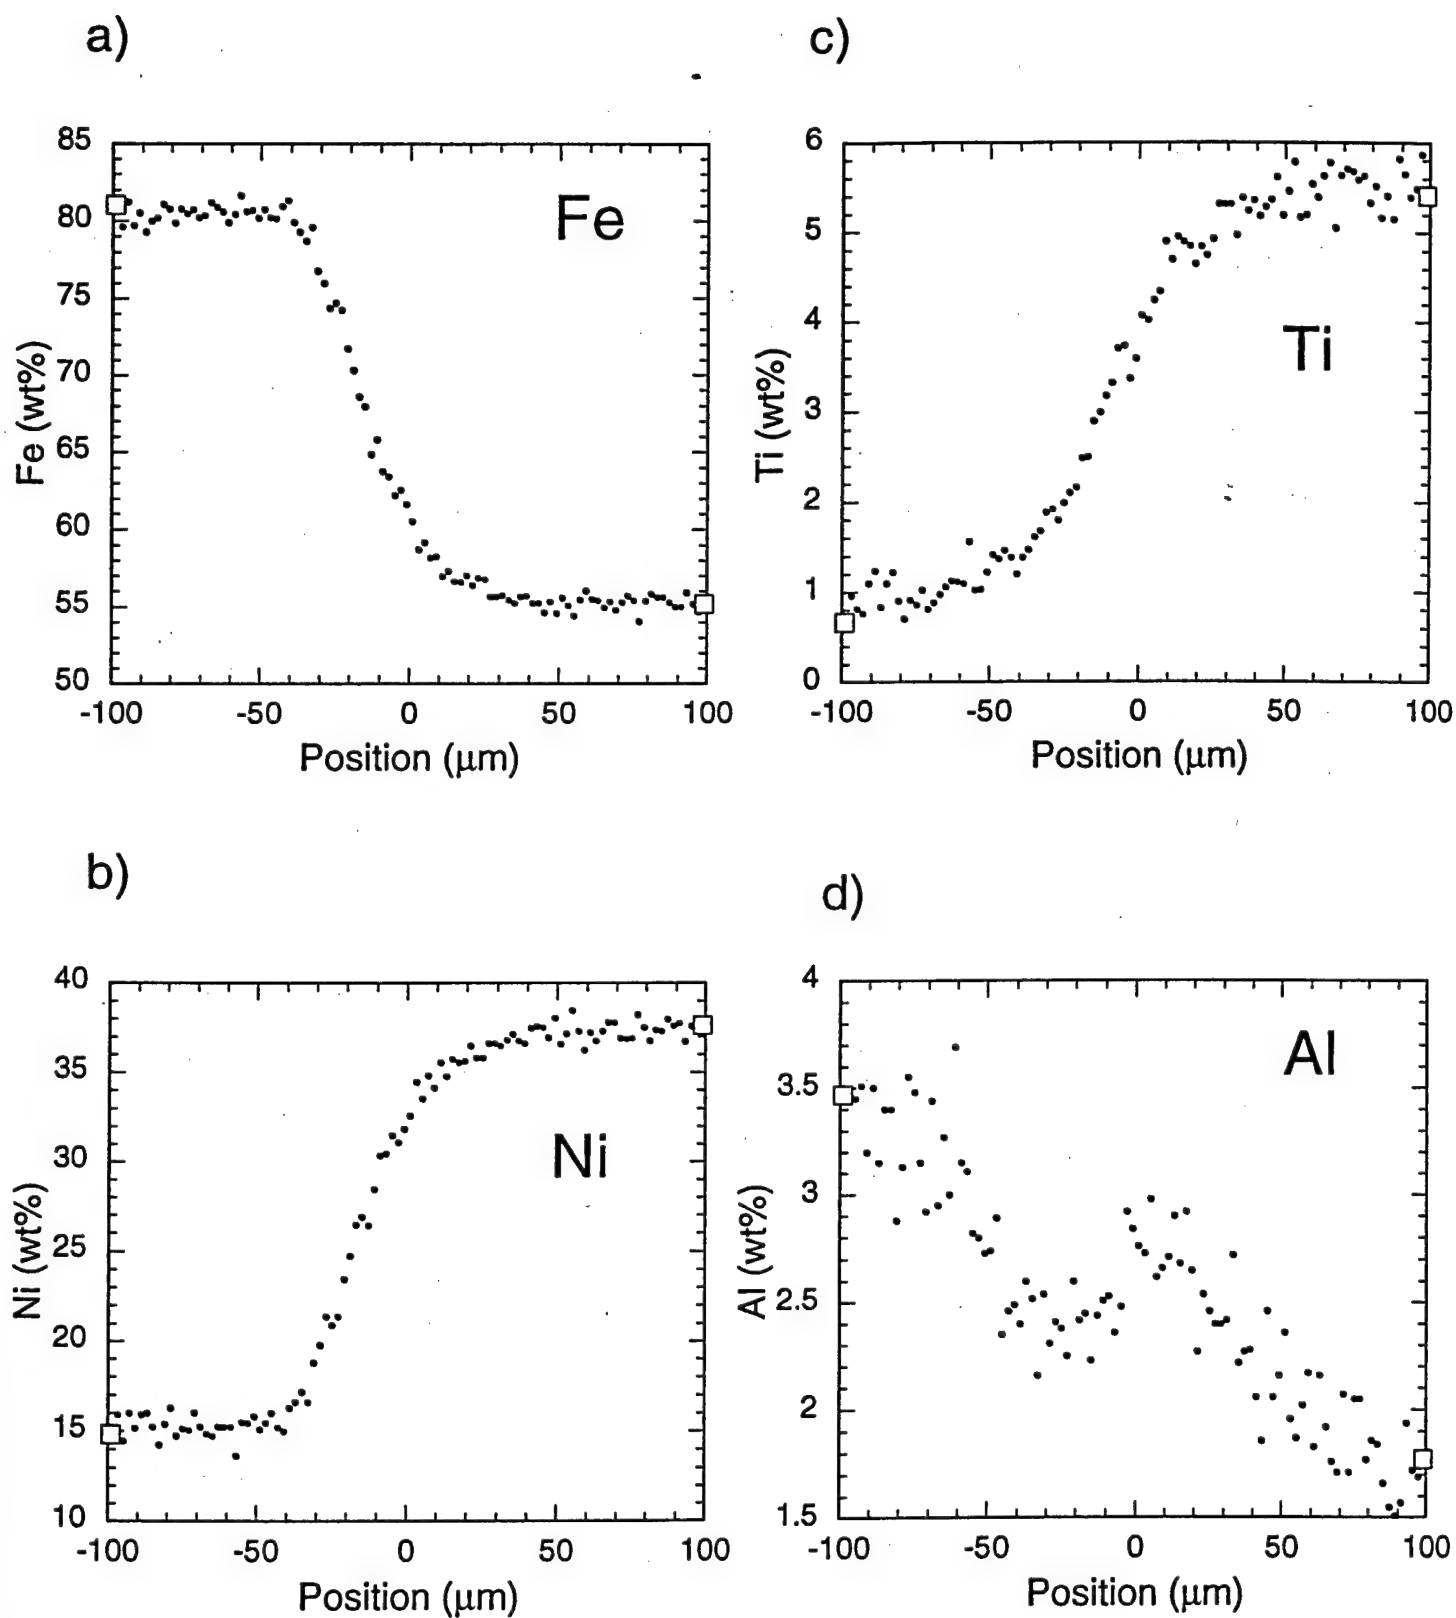 a)
85
80
75
70
65
60
55
50
Fe (wt%)
Fe
-100 -50 0 50 100
Position (μm)
c)
6
5
4
3
2
1
0
Ti (wt%)
Ti
-100 -50 0 50 100
Position (μm)
b)
40
35
30
25
20
15
10
Ni (wt%)
Ni
-100 -50 0 50 100
Position (μm)
d)
4
3.5
3
2.5
2
1.5
Al (wt%)
Al
-100 -50 0 50 100
Position (μm)